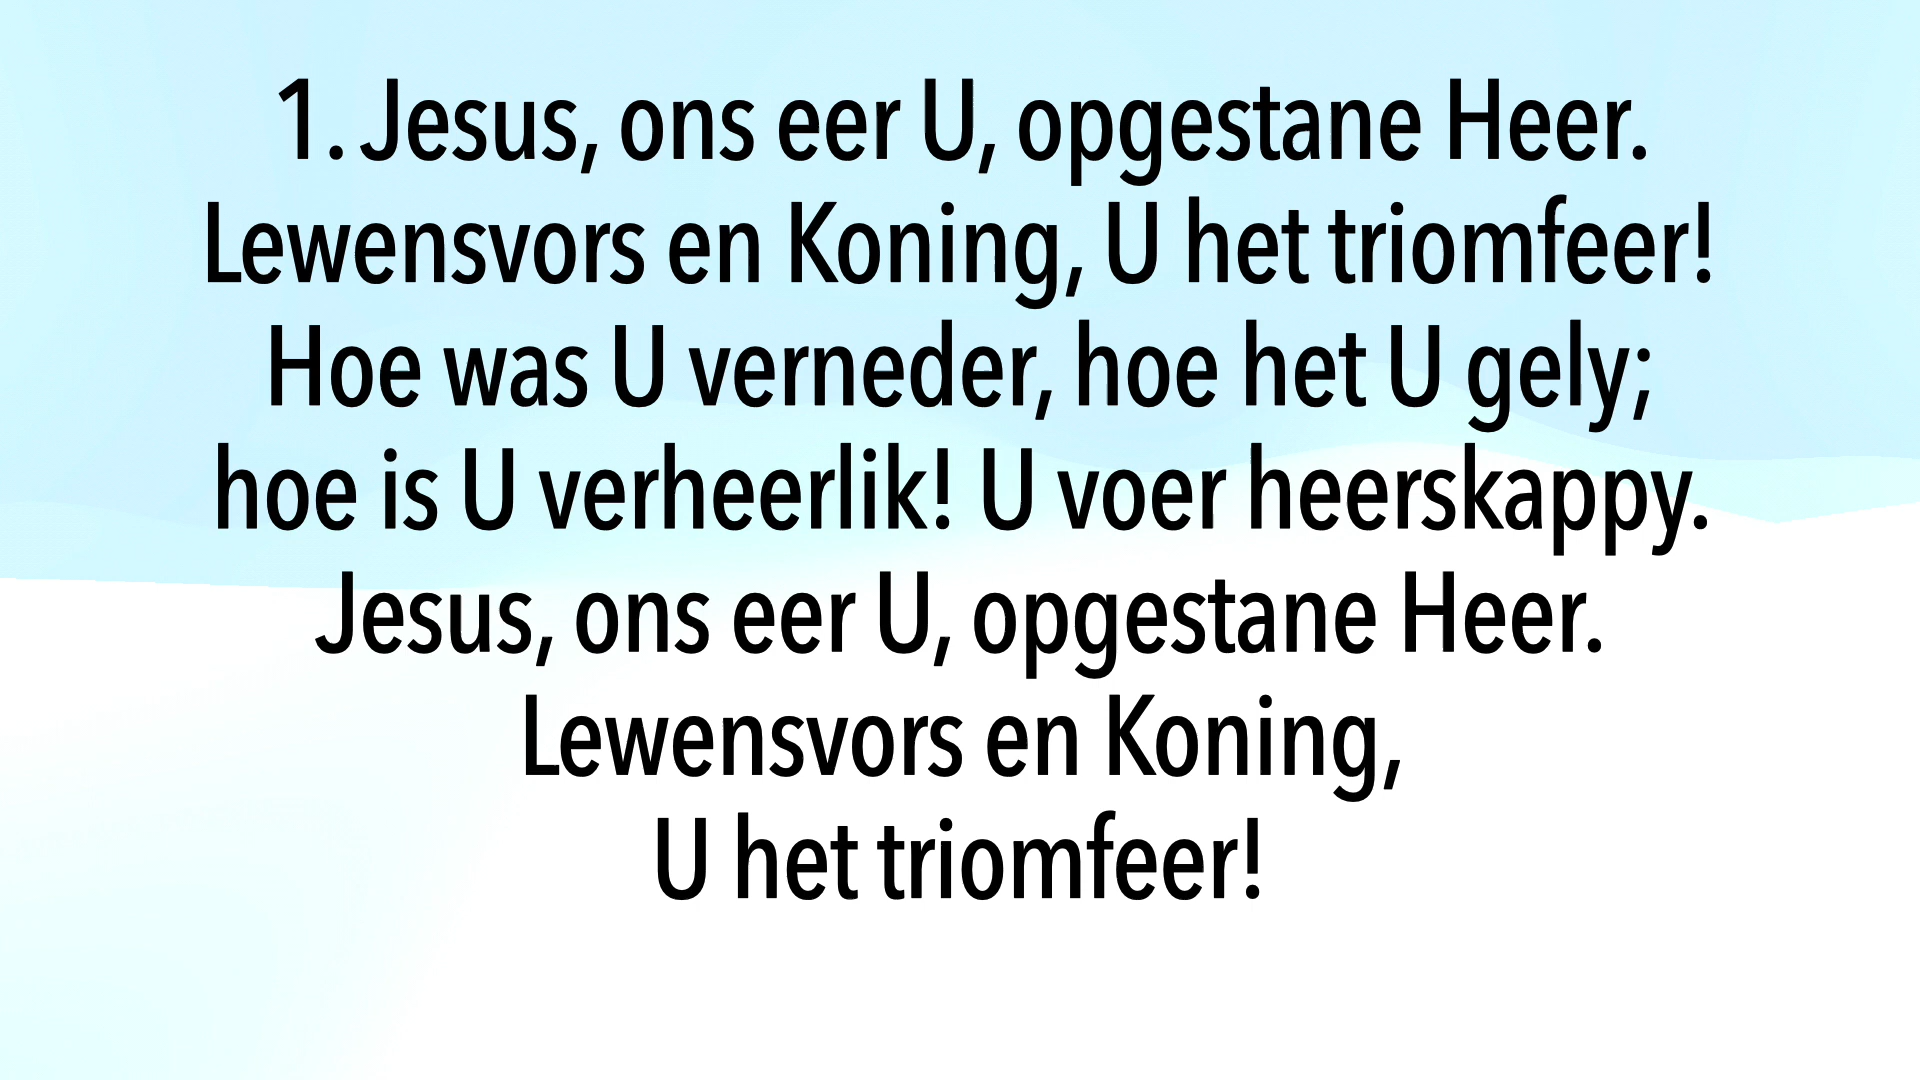 1. Jesus, ons eer U, opgestane Heer.
Lewensvors en Koning, U het triomfeer!
Hoe was U verneder, hoe het U gely;
hoe is U verheerlik! U voer heerskappy.
Jesus, ons eer U, opgestane Heer.
Lewensvors en Koning,
U het triomfeer!